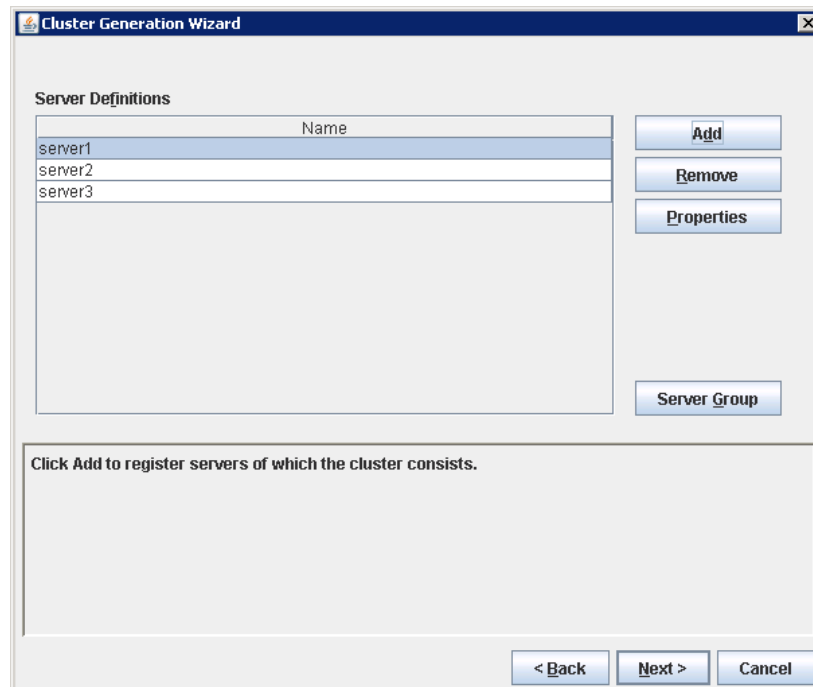 Cluster Generation Wizard
Server Definitions
Name
server1
server2
server3
Add
Remove
Properties
Server Group
Click Add to register servers of which the cluster consists.
< Back
Next >
Cancel